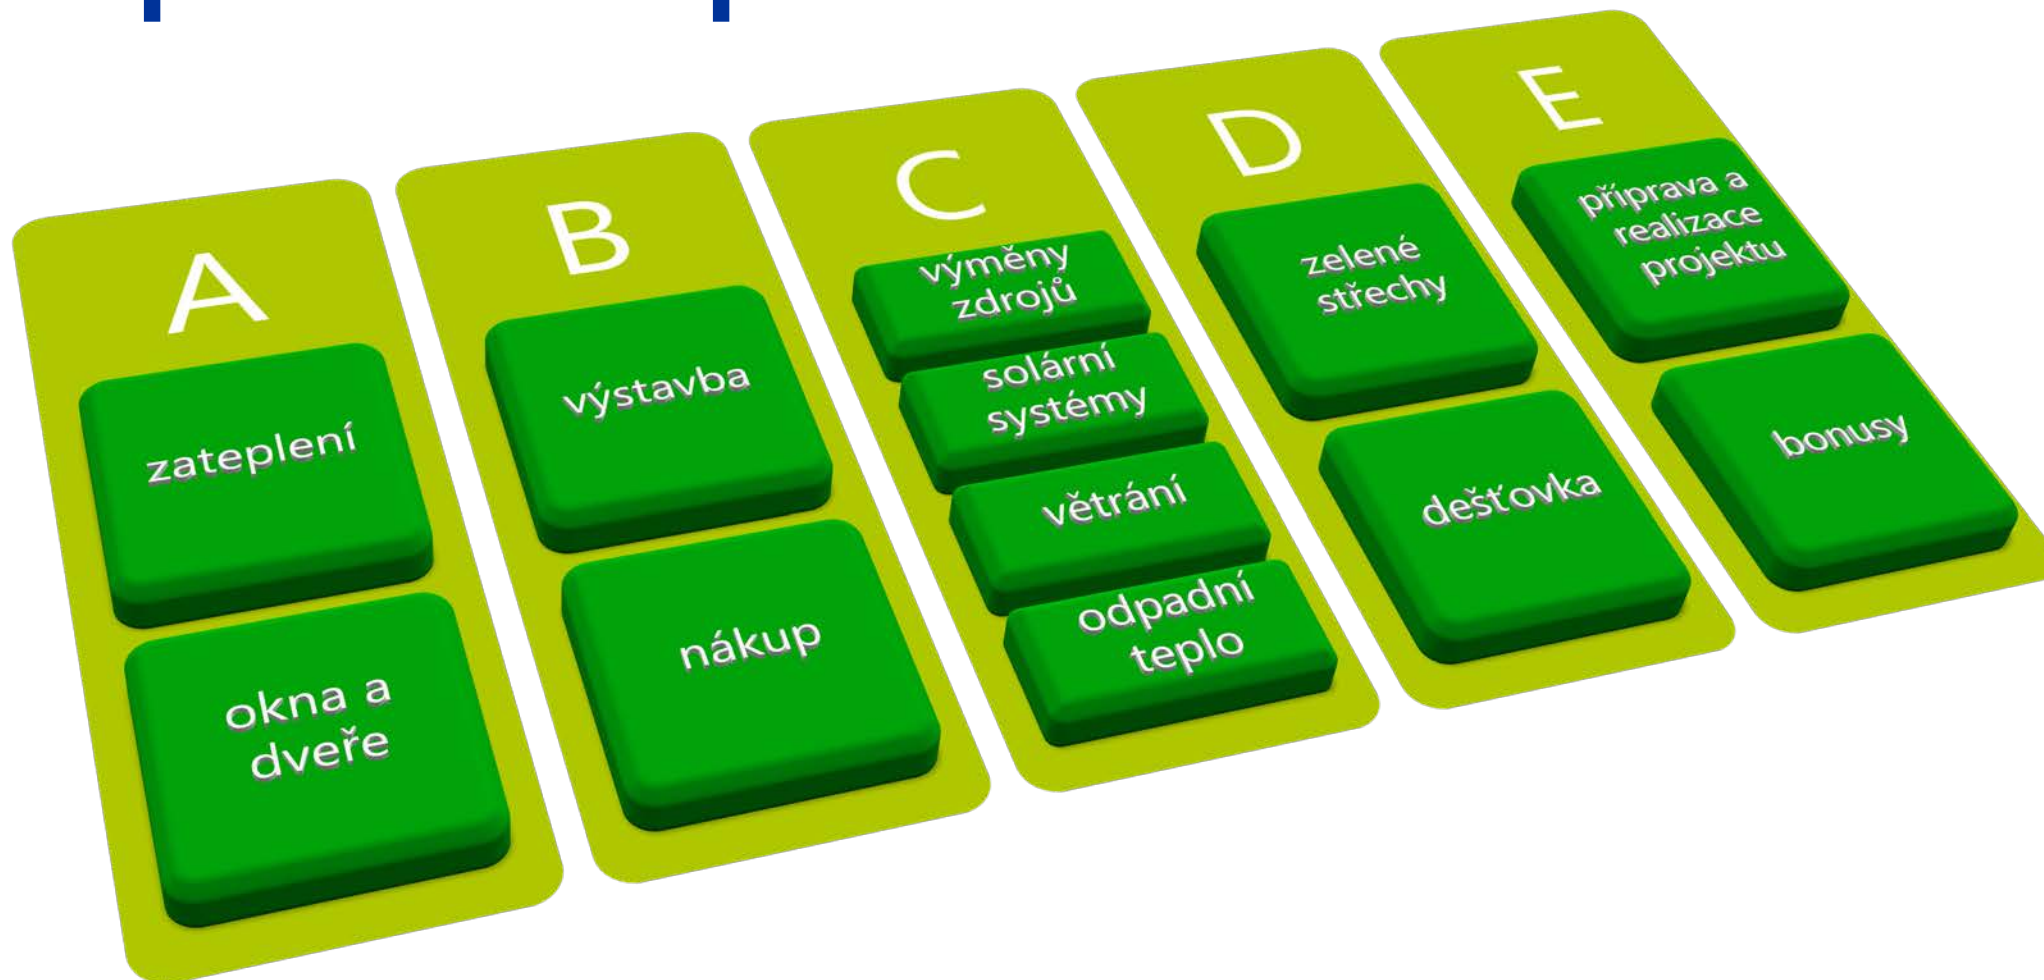 A
zateplení
okna a
dveře
B
výstavba
nákup
C
výměny
zdrojů
solární
systémy
větrání
odpadní
teplo
D
zelené
střechy
dešťovka
E
příprava a
realizace
projektu
bonusy